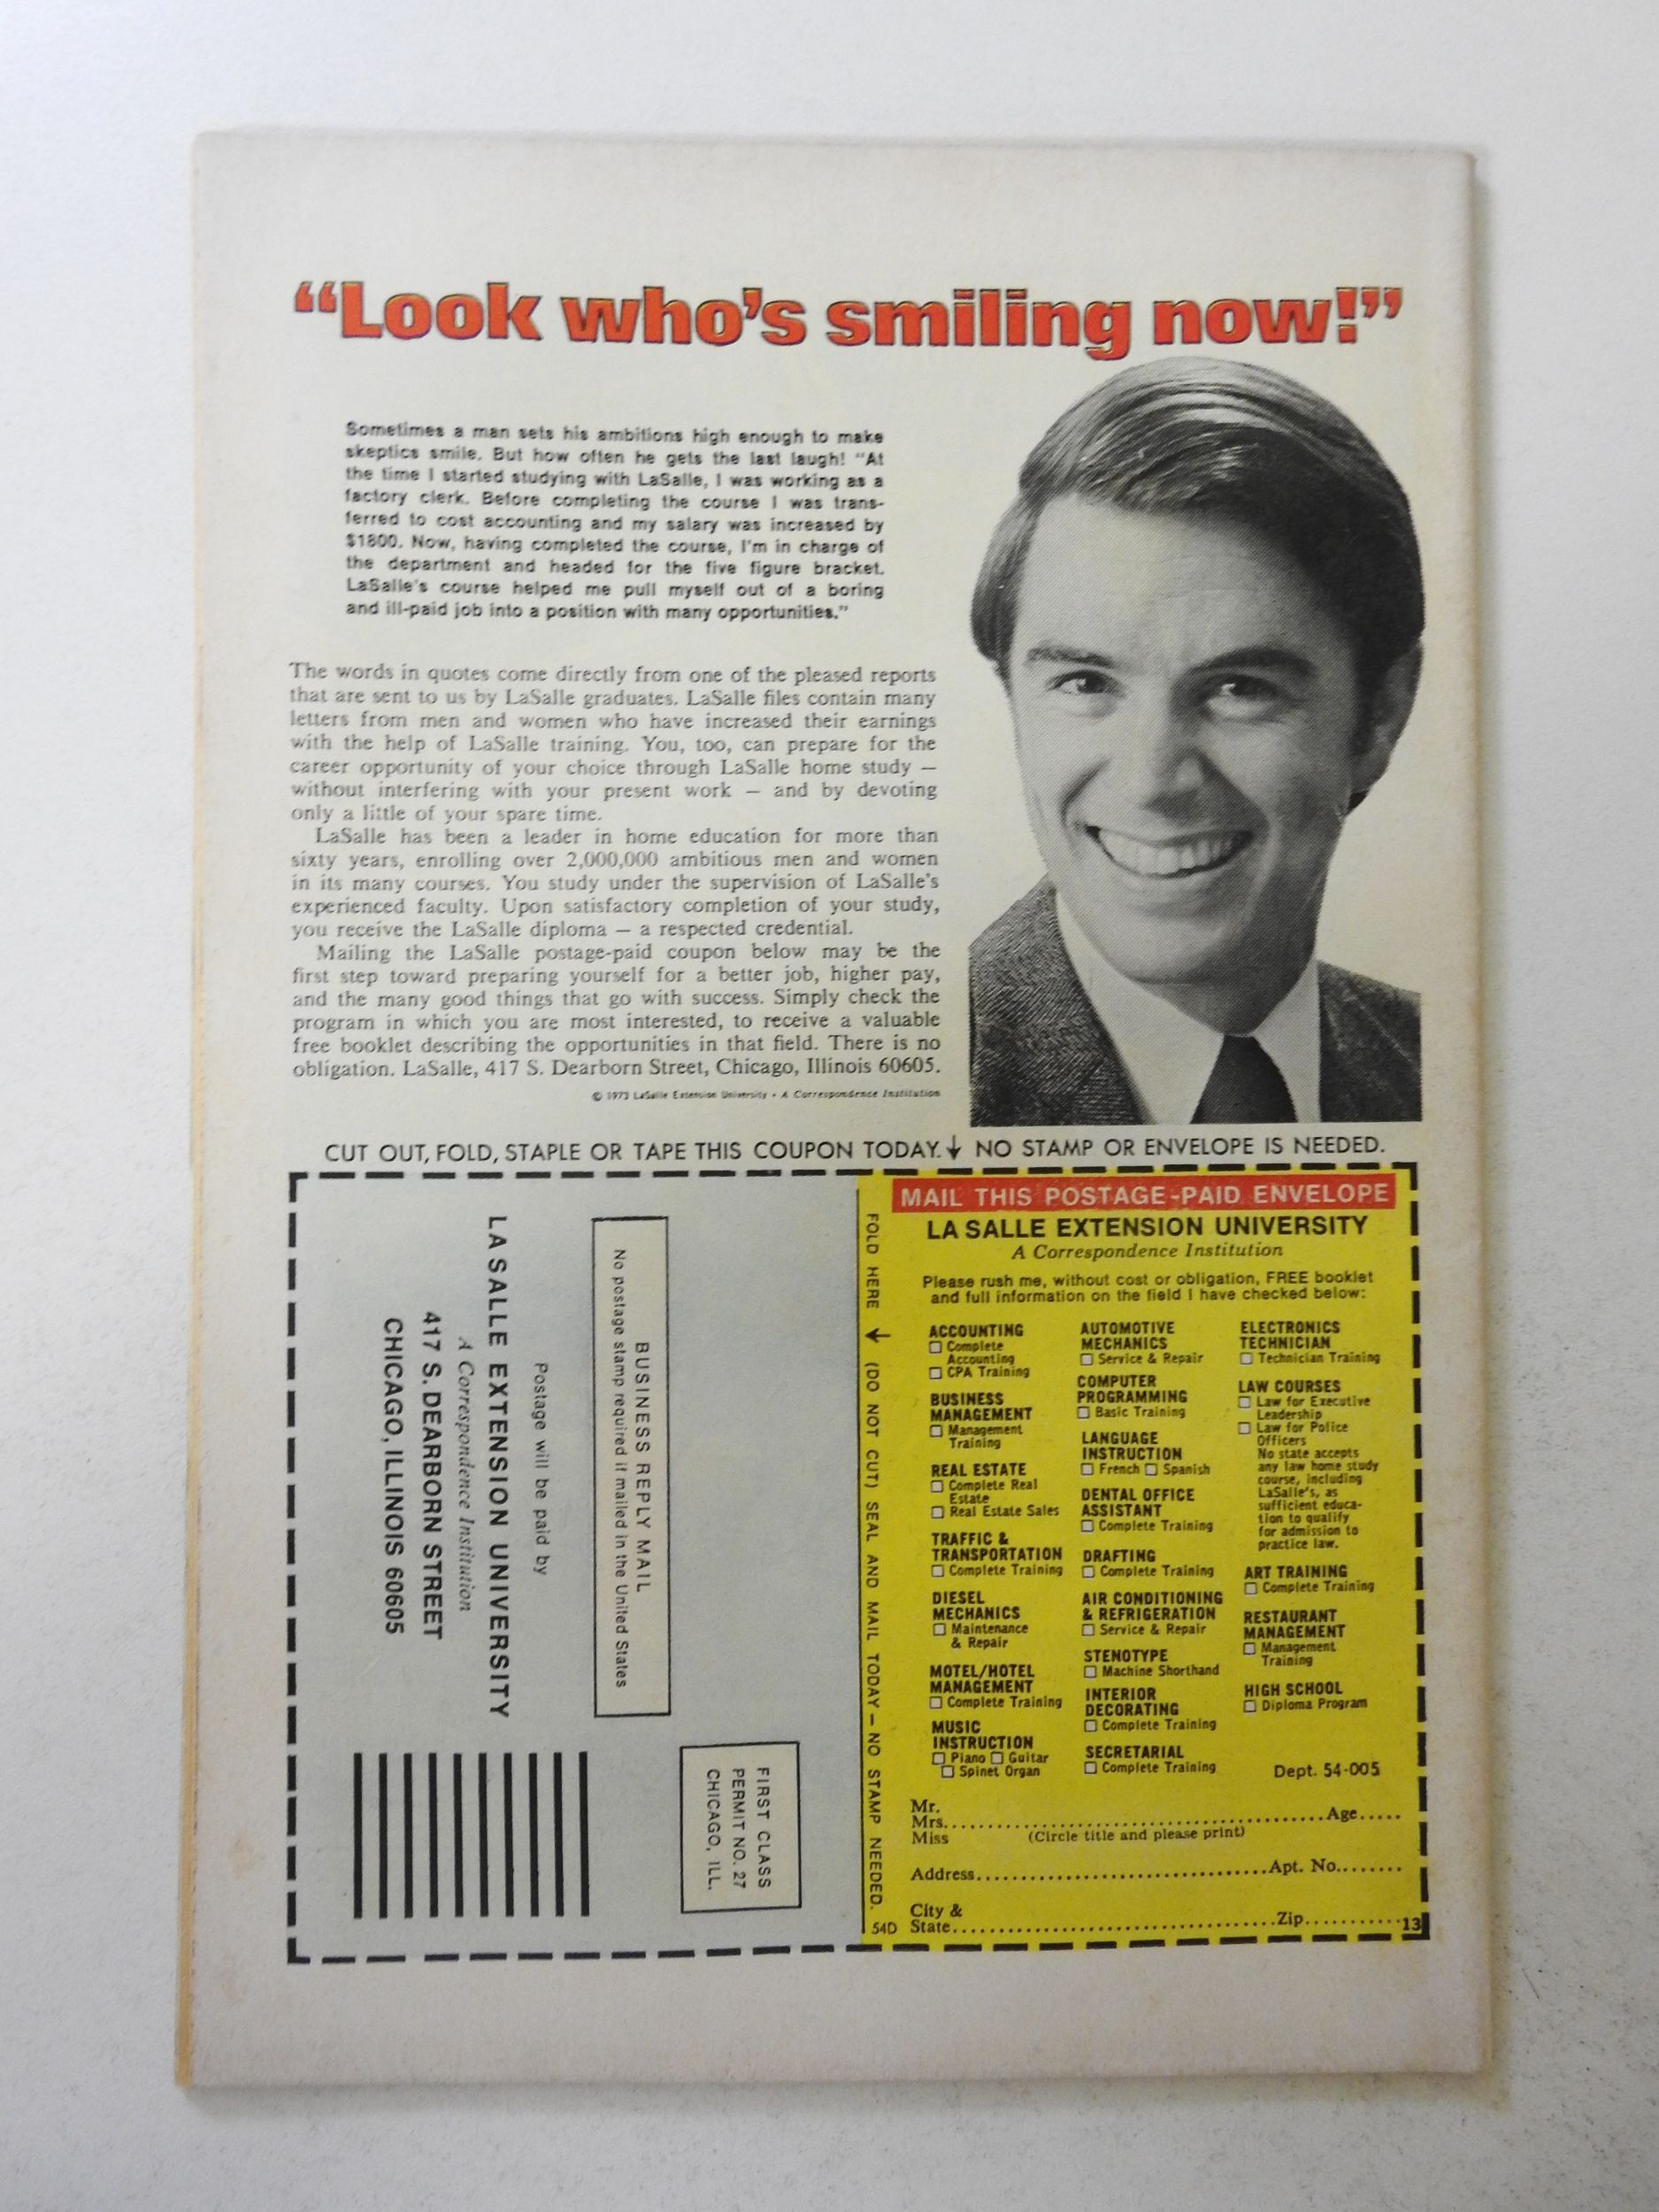 “Look who’s smiling now!”
Sometimes a man sets his ambitions high enough to make
skeptics smile. But how often he gets the last laugh! “At
the time I started studying with LaSalle, I was working as a
factory clerk. Before completing the course I was trans-
ferred to cost accounting and my salary was increased by
$1800. Now, having completed the course, I’m in charge of
the department and headed for the five figure bracket.
LaSalle’s course helped me pull myself out of a boring
and ill-paid job into a position with many opportunities.”
The words in quotes come directly from one of the pleased reports
that are sent to us by LaSalle graduates. LaSalle files contain many
letters from men and women who have increased their earnings
with the help of LaSalle training. You, too, can prepare for the
career opportunity of your choice through LaSalle home study —
without interfering with your present work — and by devoting
only a little of your spare time.
LaSalle has been a leader in home education for more than
sixty years, enrolling over 2,000,000 ambitious men and women
in its many courses. You study under the supervision of LaSalle’s
experienced faculty. Upon satisfactory completion of your study,
you receive the LaSalle diploma — a respected credential.
Mailing the LaSalle postage-paid coupon below may be the
first step toward preparing yourself for a better job, higher pay,
and the many good things that go with success. Simply check the
program in which you are most interested, to receive a valuable
free booklet describing the opportunities in that field. There is no
obligation. LaSalle, 417 S. Dearborn Street, Chicago, Illinois 60605.
© 1973 LaSalle Extension University • A Correspondence Institution
CUT OUT, FOLD, STAPLE OR TAPE THIS COUPON TODAY. ↓ NO STAMP OR ENVELOPE IS NEEDED.
FIRST CLASS
PERMIT NO. 27
CHICAGO, ILL.
BUSINESS REPLY MAIL
No postage stamp required if mailed in the United States
Postage will be paid by
LA SALLE EXTENSION UNIVERSITY
A Correspondence Institution
417 S. DEARBORN STREET
CHICAGO, ILLINOIS 60605
FOLD HERE ↓ (DO NOT CUT) SEAL AND MAIL TODAY — NO STAMP NEEDED.
MAIL THIS POSTAGE-PAID ENVELOPE
LA SALLE EXTENSION UNIVERSITY
A Correspondence Institution
Please rush me, without cost or obligation, FREE booklet
and full information on the field I have checked below:
ACCOUNTING
☐ Complete
Accounting
☐ CPA Training
BUSINESS
MANAGEMENT
☐ Management
Training
REAL ESTATE
☐ Complete Real
Estate
☐ Real Estate Sales
TRAFFIC &
TRANSPORTATION
☐ Complete Training
DIESEL
MECHANICS
☐ Maintenance
& Repair
MOTEL/HOTEL
MANAGEMENT
☐ Complete Training
MUSIC
INSTRUCTION
☐ Piano ☐ Guitar
☐ Spinet Organ
AUTOMOTIVE
MECHANICS
☐ Service & Repair
COMPUTER
PROGRAMMING
☐ Basic Training
LANGUAGE
INSTRUCTION
☐ French ☐ Spanish
DENTAL OFFICE
ASSISTANT
☐ Complete Training
DRAFTING
☐ Complete Training
AIR CONDITIONING
& REFRIGERATION
☐ Service & Repair
STENOTYPE
☐ Machine Shorthand
INTERIOR
DECORATING
☐ Complete Training
SECRETARIAL
☐ Complete Training
ELECTRONICS
TECHNICIAN
☐ Technician Training
LAW COURSES
☐ Law for Executive
Leadership
☐ Law for Police
Officers
No state accepts
any law home study
course, including
LaSalle’s, as
sufficient educa-
tion to qualify
for admission to
practice law.
ART TRAINING
☐ Complete Training
RESTAURANT
MANAGEMENT
☐ Management
Training
HIGH SCHOOL
☐ Diploma Program
Dept. 54-005
Mr.
Mrs. Age
Miss (Circle title and please print)
Address Apt. No.
City &
54D State Zip 13